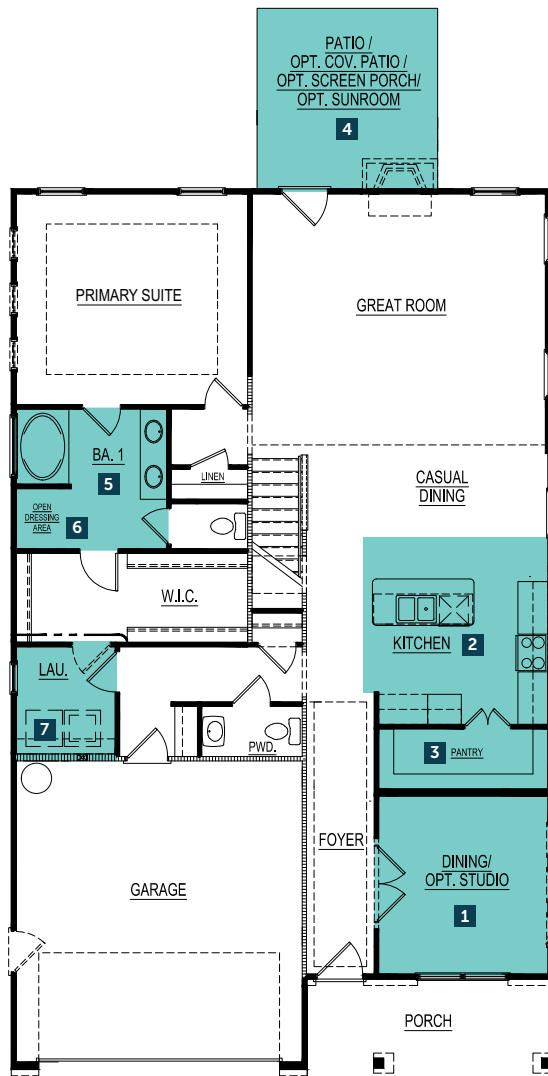 PATIO /
OPT. COV. PATIO /
OPT. SCREEN PORCH/
OPT. SUNROOM
4
PRIMARY SUITE
GREAT ROOM
BA. 1
5
LINEN
CASUAL
DINING
OPEN
DRESSING
AREA
6
W.I.C.
KITCHEN
2
LAU.
7
PWD.
3
PANTRY
FOYER
DINING/
OPT. STUDIO
1
GARAGE
PORCH